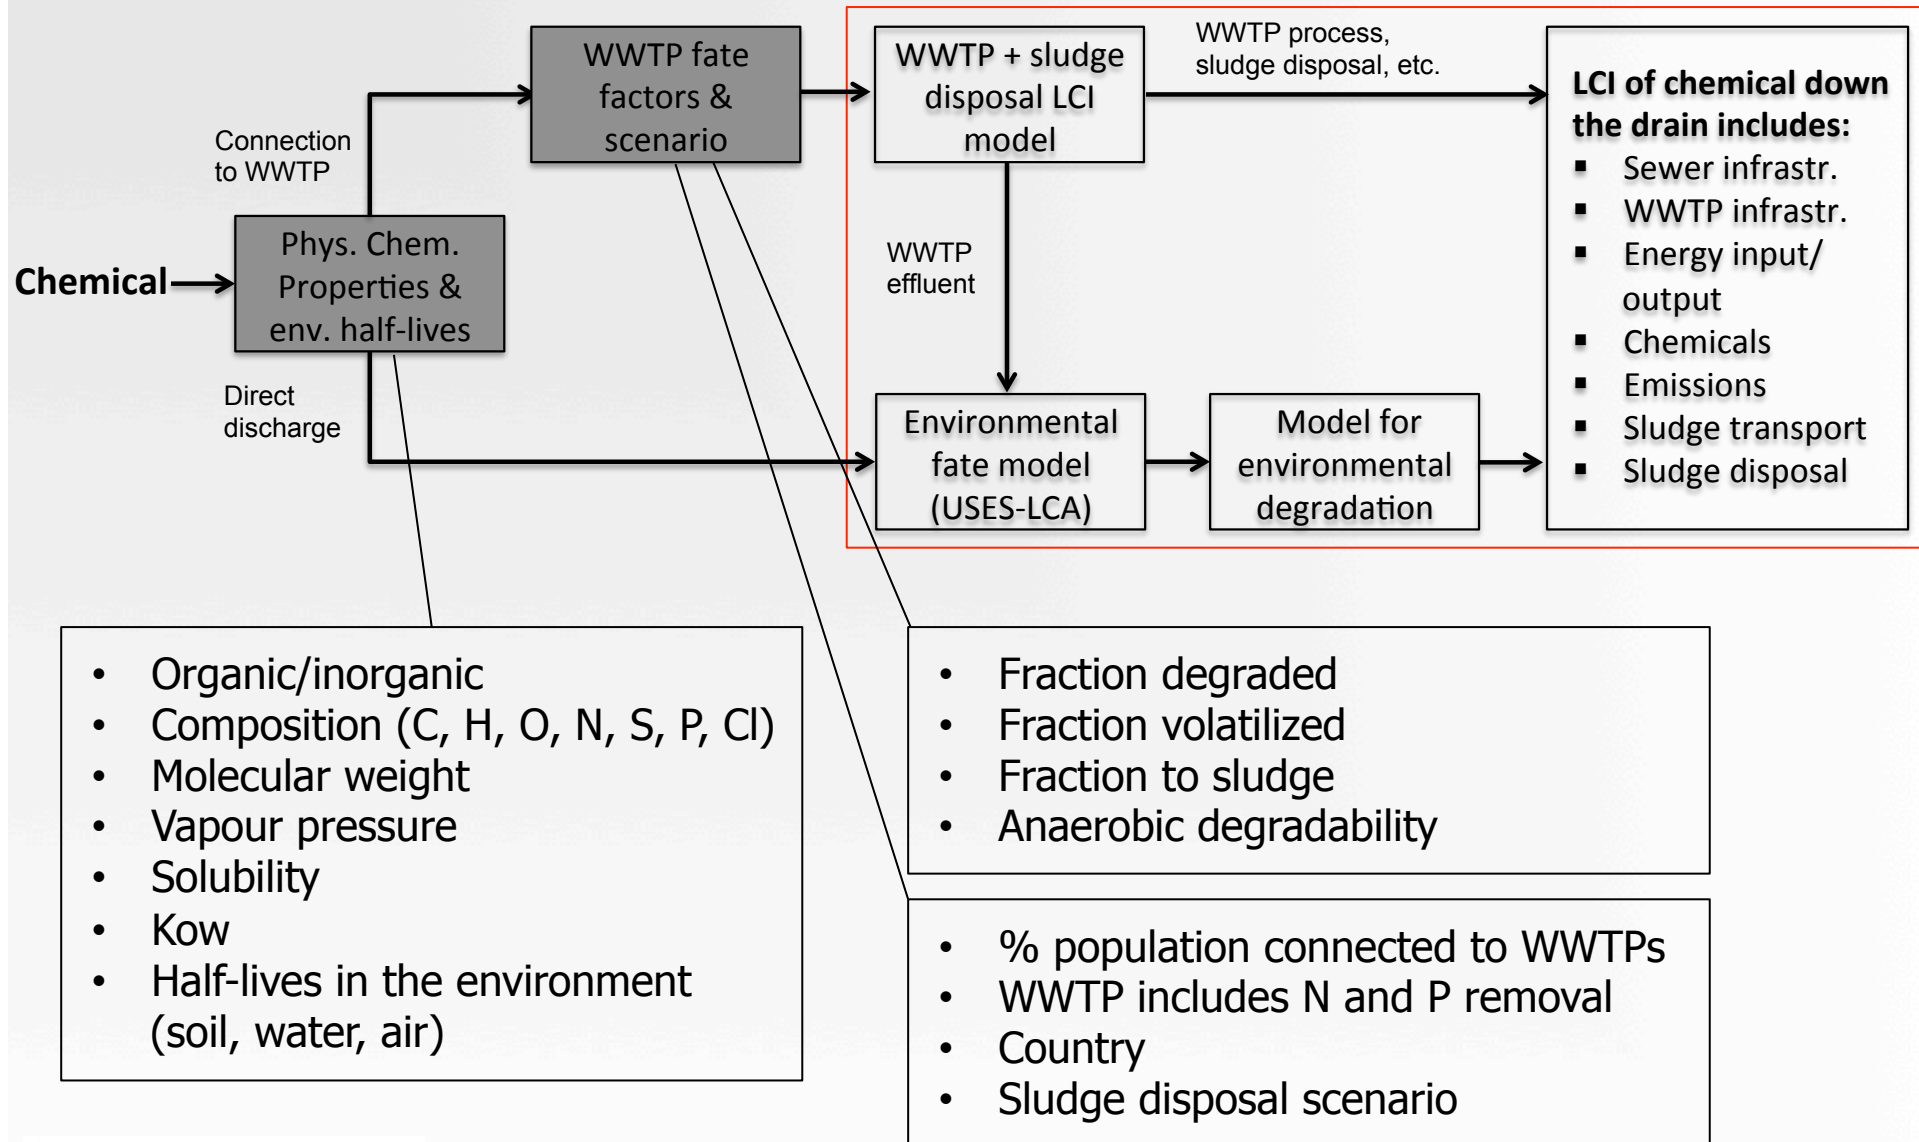 Chemical
Phys. Chem.
Properties &
env. half-lives
Connection
to WWTP
Direct
discharge
WWTP fate
factors &
scenario
WWTP + sludge
disposal LCI
model
WWTP process,
sludge disposal, etc.
WWTP
effluent
Environmental
fate model
(USES-LCA)
Model for
environmental
degradation
LCI of chemical down
the drain includes:
▪ Sewer infrastr.
▪ WWTP infrastr.
▪ Energy input/
output
▪ Chemicals
▪ Emissions
▪ Sludge transport
▪ Sludge disposal
• Organic/inorganic
• Composition (C, H, O, N, S, P, Cl)
• Molecular weight
• Vapour pressure
• Solubility
• Kow
• Half-lives in the environment
(soil, water, air)
• Fraction degraded
• Fraction volatilized
• Fraction to sludge
• Anaerobic degradability
• % population connected to WWTPs
• WWTP includes N and P removal
• Country
• Sludge disposal scenario